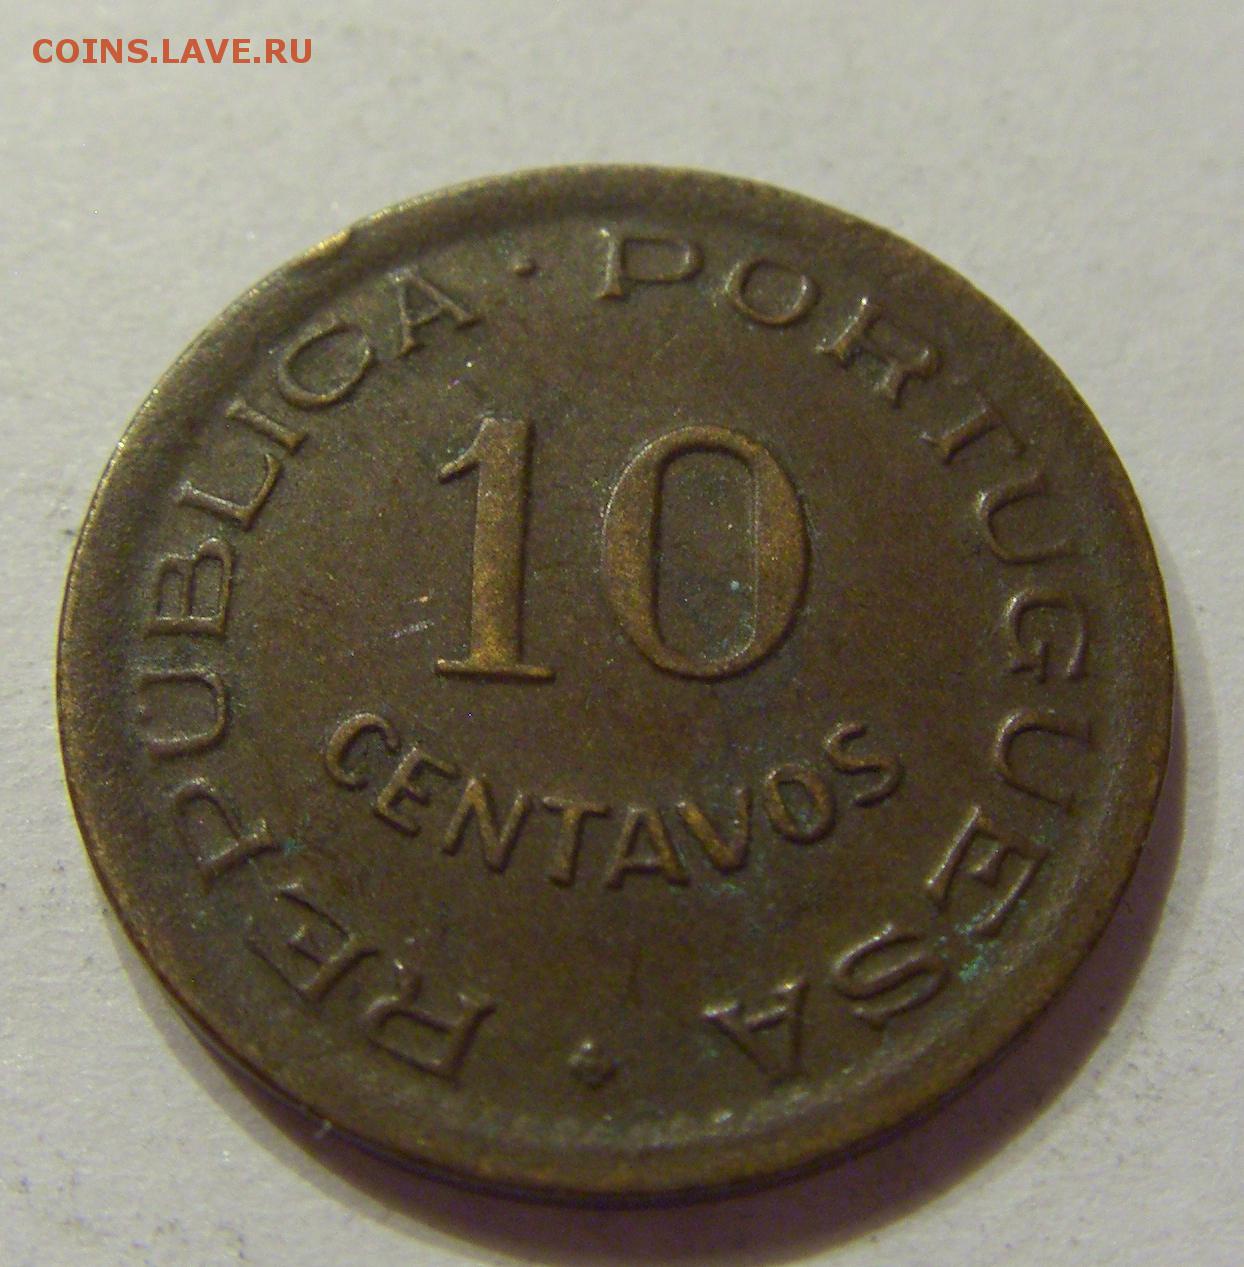 COINS.LAVE.RU
REPUBLICA · PORTUGUESA
10
CENTAVOS